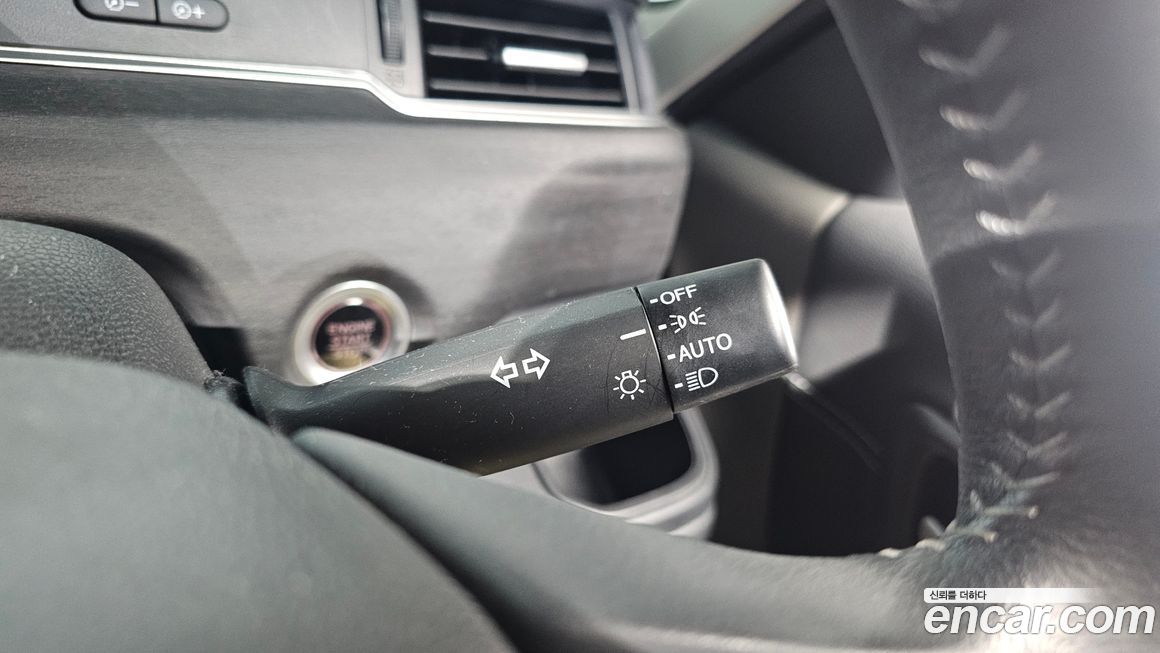 OFF
AUTO
ENGINE
START
신뢰를 더하다
encar.com